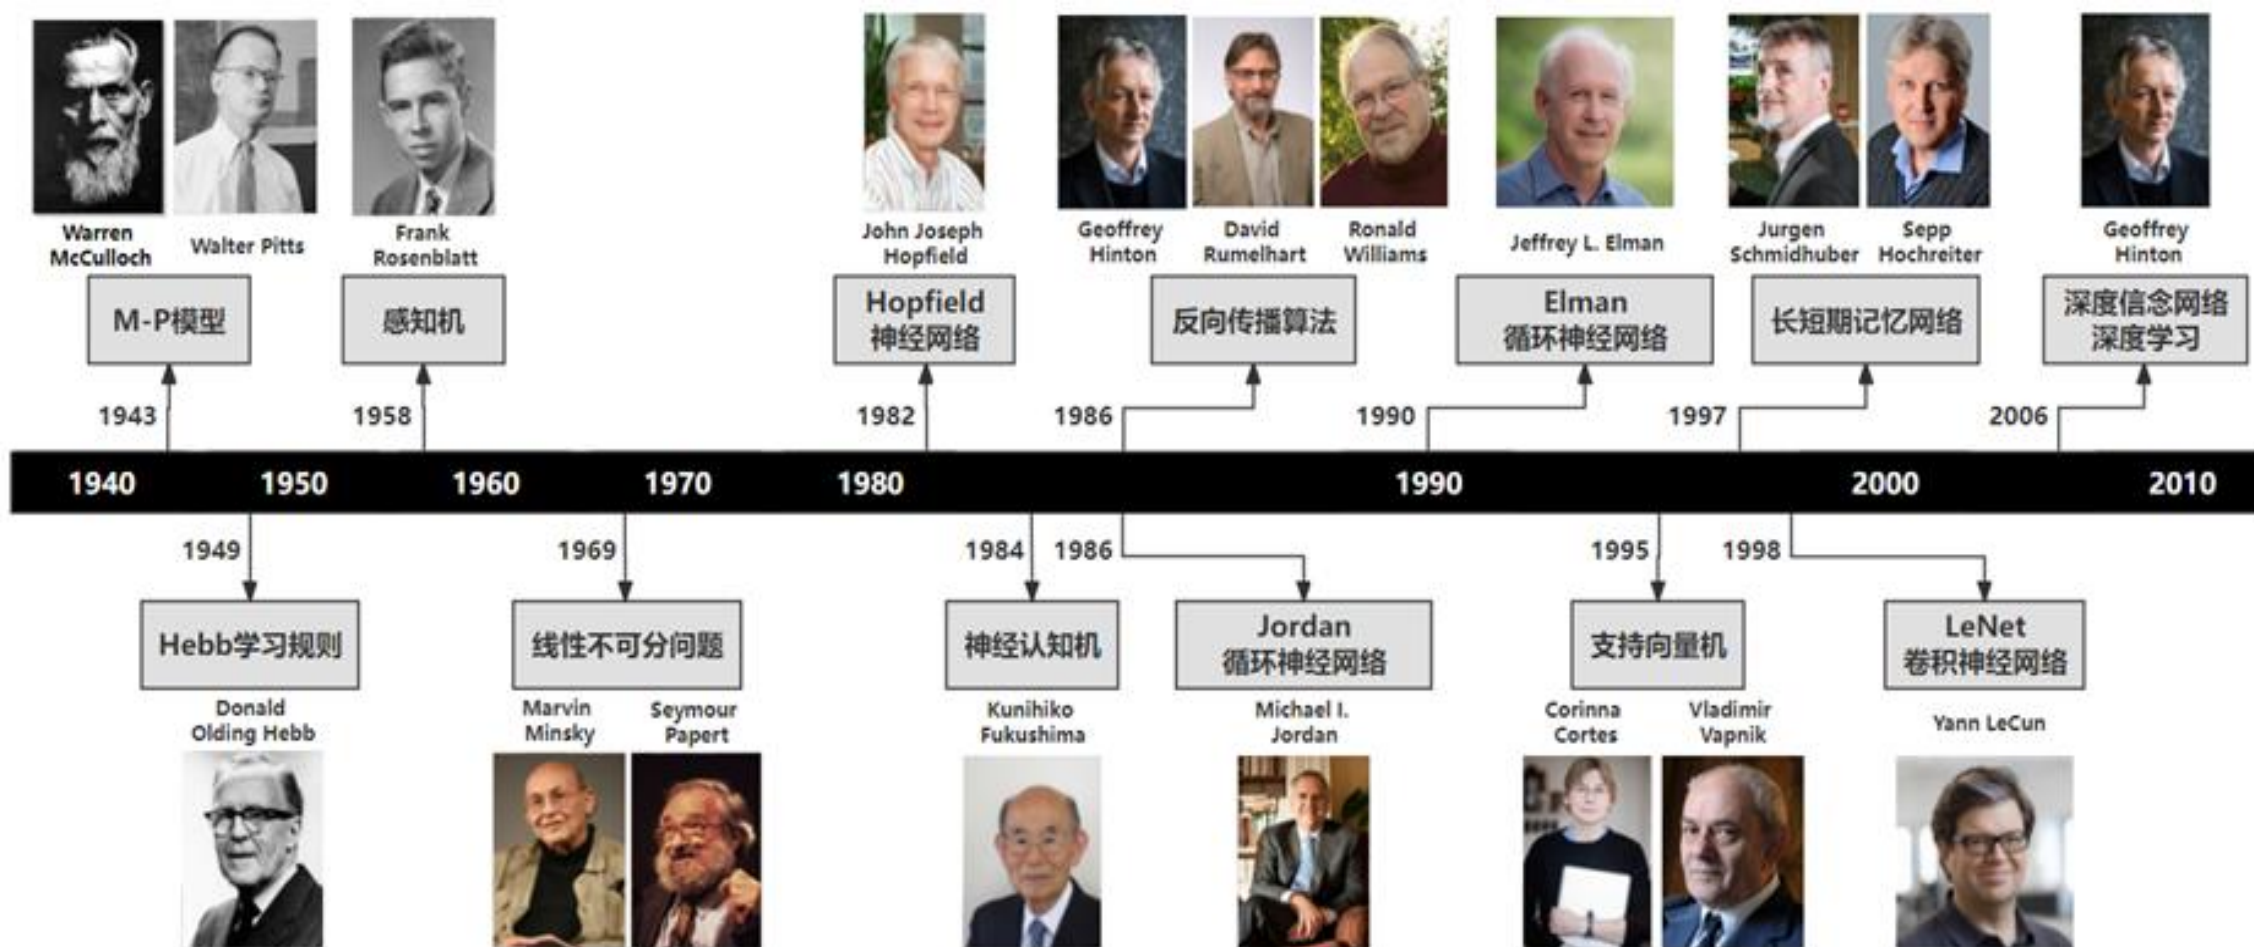 Warren
McCulloch
Walter Pitts
Frank
Rosenblatt
John Joseph
Hopfield
Geoffrey
Hinton
David
Rumelhart
Ronald
Williams
Jeffrey L. Elman
Jurgen
Schmidhuber
Sepp
Hochreiter
Geoffrey
Hinton
M-P模型
感知机
Hopfield
神经网络
反向传播算法
Elman
循环神经网络
长短期记忆网络
深度信念网络
深度学习
1943
1958
1982
1986
1990
1997
2006
1940
1950
1960
1970
1980
1990
2000
2010
1949
1969
1984
1986
1995
1998
Hebb学习规则
线性不可分问题
神经认知机
Jordan
循环神经网络
支持向量机
LeNet
卷积神经网络
Donald
Olding Hebb
Marvin
Minsky
Seymour
Papert
Kunihiko
Fukushima
Michael I.
Jordan
Corinna
Cortes
Vladimir
Vapnik
Yann LeCun